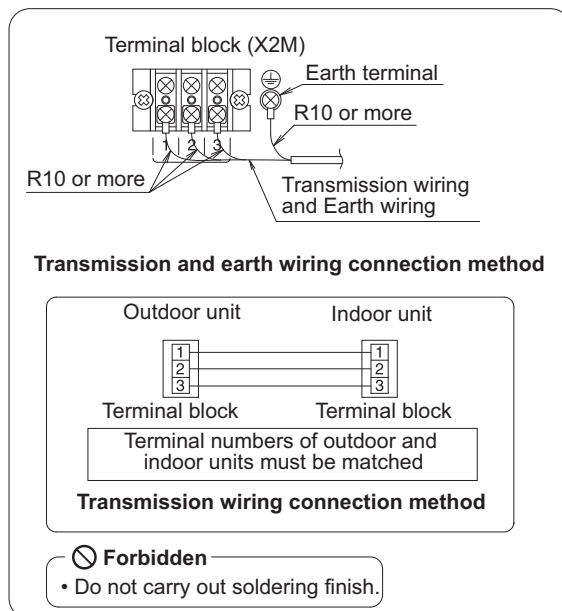 Terminal block (X2M)
Earth terminal
R10 or more
1 2 3
R10 or more
Transmission wiring
and Earth wiring
Transmission and earth wiring connection method
Outdoor unit Indoor unit
1 1
2 2
3 3
Terminal block Terminal block
Terminal numbers of outdoor and
indoor units must be matched
Transmission wiring connection method
Forbidden
• Do not carry out soldering finish.